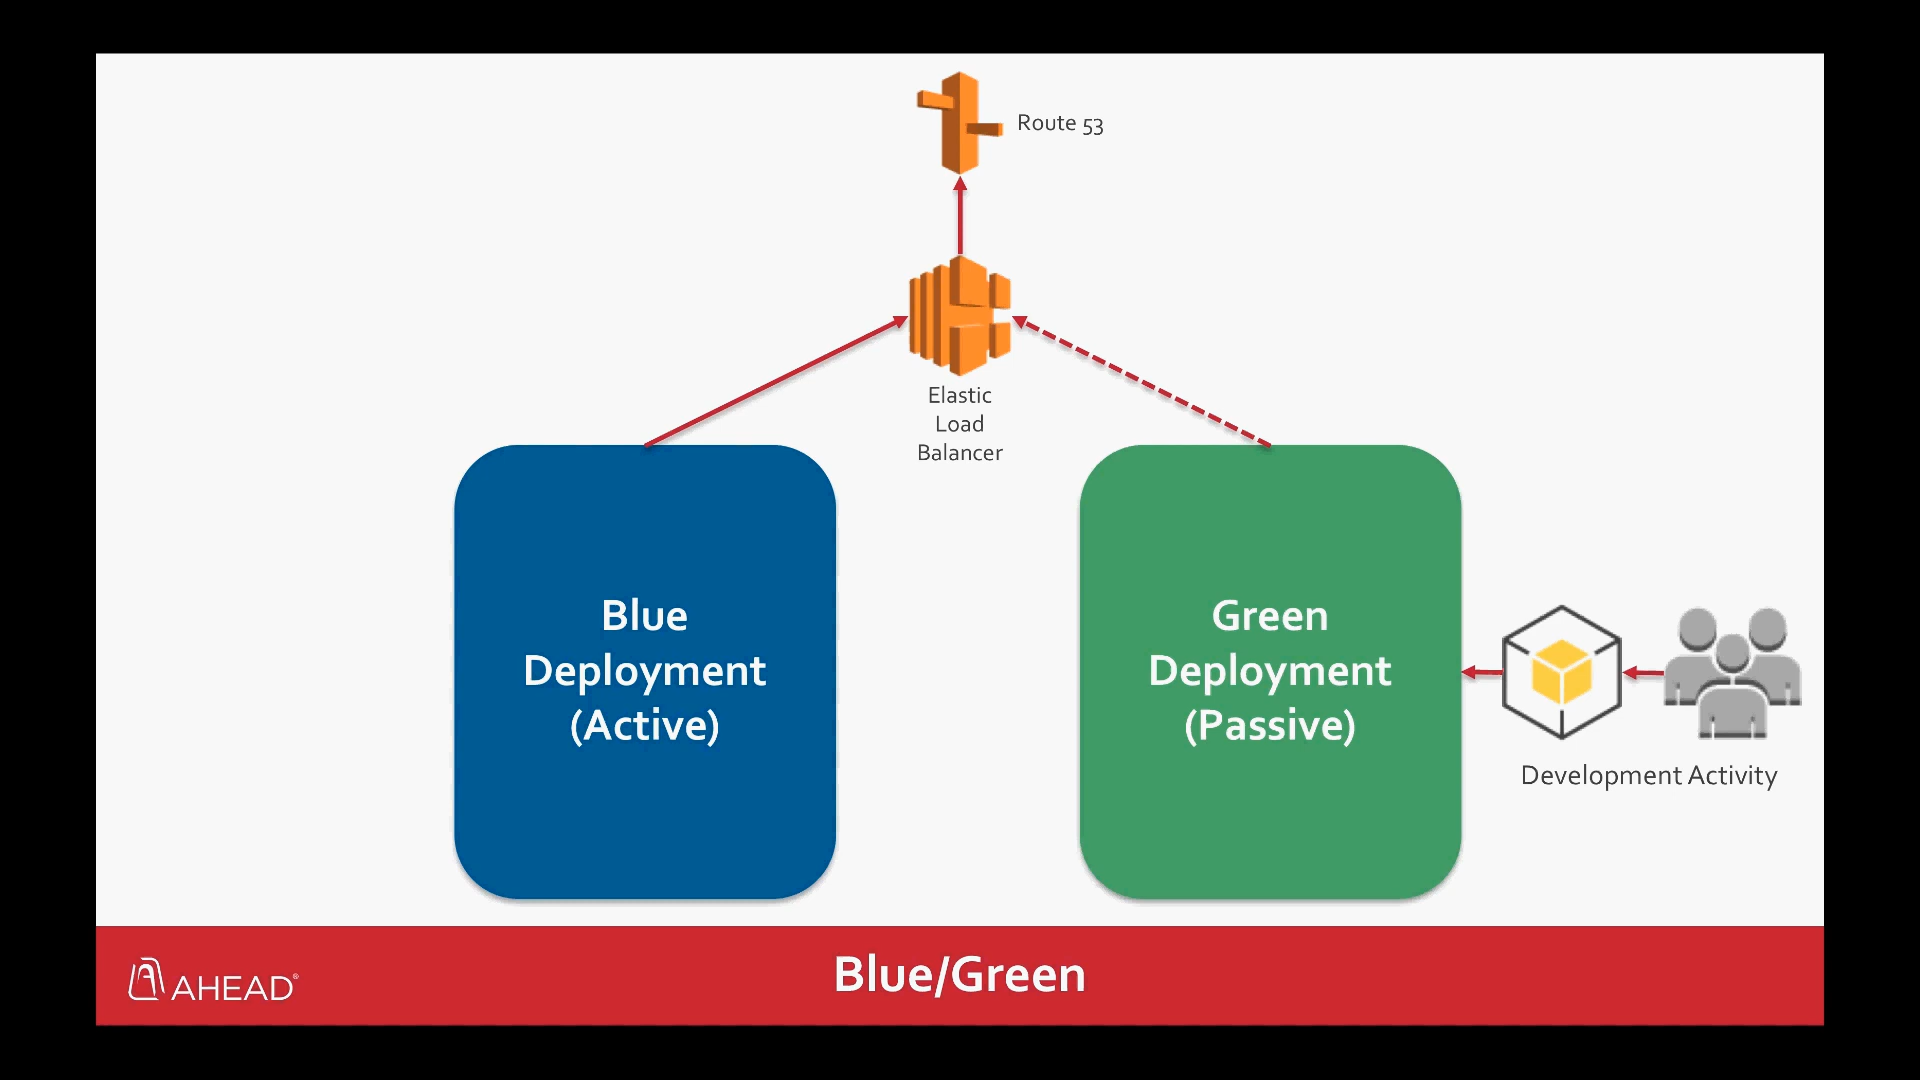 Route 53
Elastic
Load
Balancer
Blue
Deployment
(Active)
Green
Deployment
(Passive)
Development Activity
AHEAD®
Blue/Green